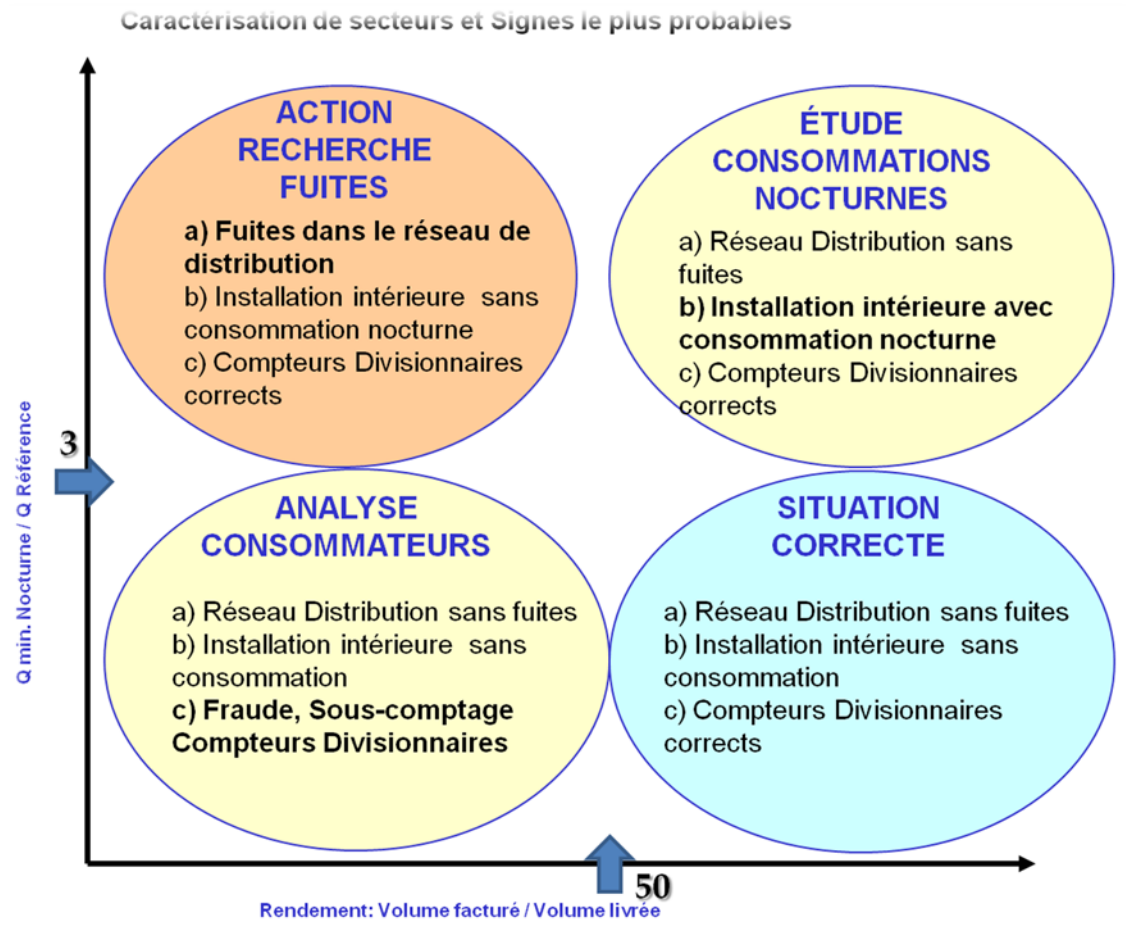 Caractérisation de secteurs et Signes le plus probables
ACTION
RECHERCHE
FUITES
a) Fuites dans le réseau de
distribution
b) Installation intérieure sans
consommation nocturne
c) Compteurs Divisionnaires
corrects
ÉTUDE
CONSOMMATIONS
NOCTURNES
a) Réseau Distribution sans
fuites
b) Installation intérieure avec
consommation nocturne
c) Compteurs Divisionnaires
corrects
Q min. Nocturne / Q Référence
3
ANALYSE
CONSOMMATEURS
a) Réseau Distribution sans fuites
b) Installation intérieure sans
consommation
c) Fraude, Sous-comptage
Compteurs Divisionnaires
SITUATION
CORRECTE
a) Réseau Distribution sans fuites
b) Installation intérieure sans
consommation
c) Compteurs Divisionnaires
corrects
50
Rendement: Volume facturé / Volume livrée